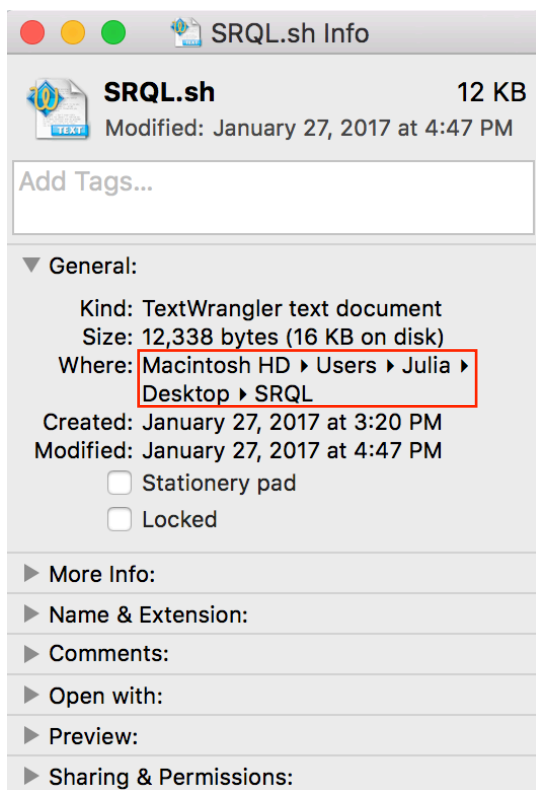 SRQL.sh Info
SRQL.sh 12 KB
Modified: January 27, 2017 at 4:47 PM
TEXT
Add Tags...
General:
Kind: TextWrangler text document
Size: 12,338 bytes (16 KB on disk)
Where: Macintosh HD ▸ Users ▸ Julia ▸
Desktop ▸ SRQL
Created: January 27, 2017 at 3:20 PM
Modified: January 27, 2017 at 4:47 PM
Stationery pad
Locked
More Info:
Name & Extension:
Comments:
Open with:
Preview:
Sharing & Permissions: